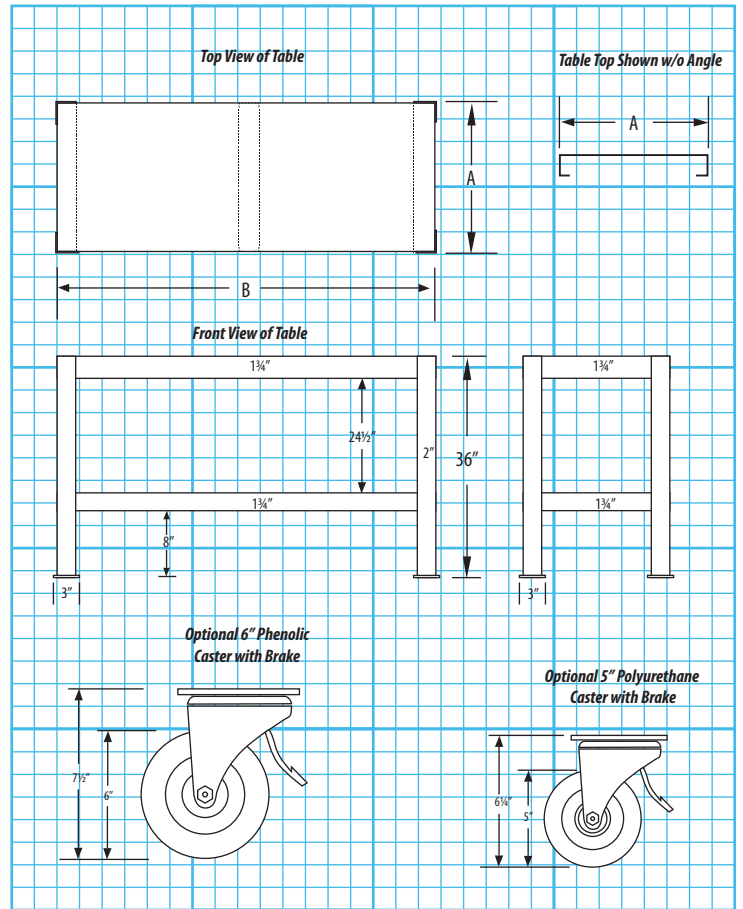 Top View of Table
Table Top Shown w/o Angle
A
A
B
Front View of Table
1¾"
1¾"
24½"
2"
36"
1¾"
1¾"
8"
3"
3"
Optional 6" Phenolic
Caster with Brake
Optional 5" Polyurethane
Caster with Brake
7½"
6"
6¼"
5"